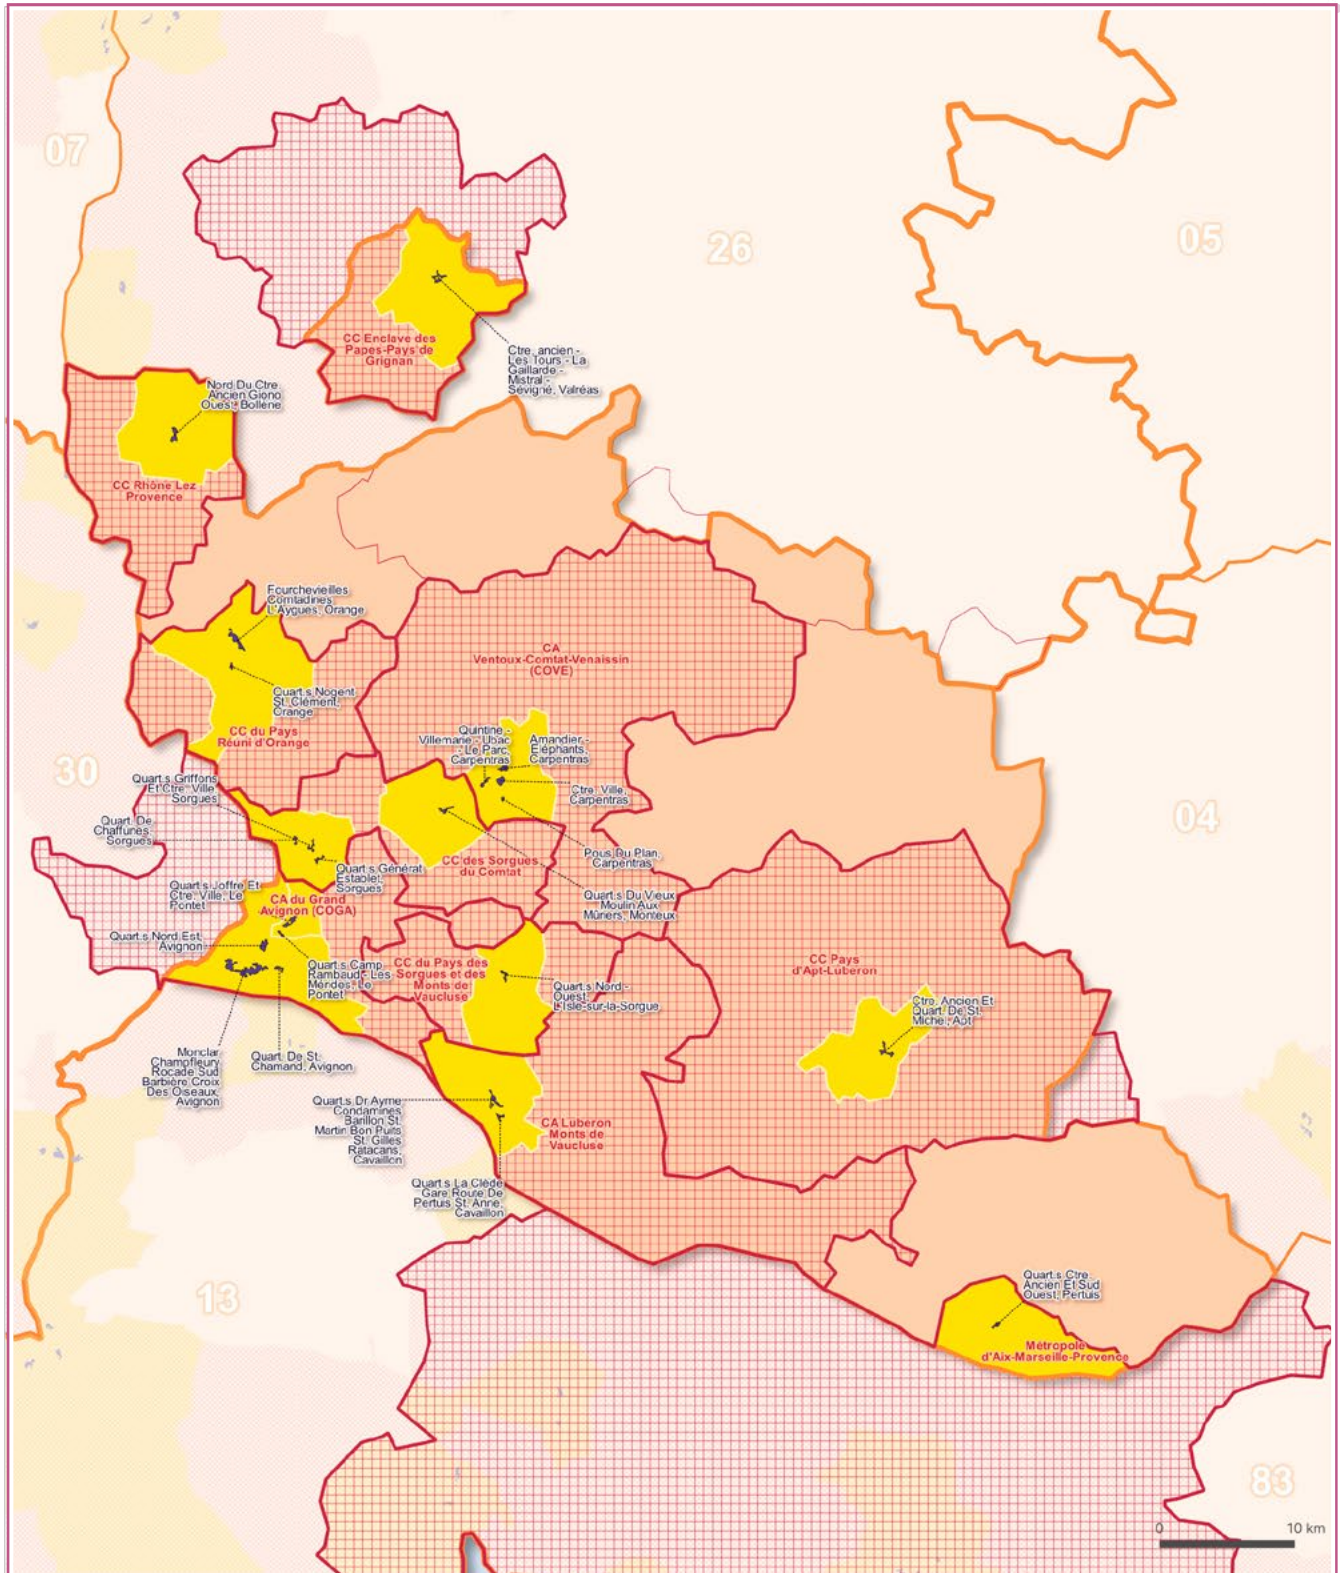 07
26
05
CC Enclave des
Papes-Pays de
Grignan
Ctre. ancien -
Les Tours - La
Gaillarde -
Mistral -
Sévigné, Valréas
Nord Du Ctre.
Ancien Giono
Ouest, Bollène
CC Rhône Lez
Provence
Fourchevieilles
Comtadines
L'Aygues, Orange
CA
Ventoux-Comtat-Venaissin
(COVE)
Quart.s Nogent
St. Clément,
Orange
CC du Pays
Réuni d'Orange
Quintine -
Villemarie - Ubac
- Le Parc,
Carpentras
Amandier -
Eléphants,
Carpentras
30
Quart.s Griffons
Et Ctre. Ville,
Sorgues
Ctre. Ville,
Carpentras
04
Quart. De
Chaffunes,
Sorgues
Pous Du Plan,
Carpentras
CC des Sorgues
du Comtat
Quart.s Générat
Establet,
Sorgues
Quart.s Joffre Et
Ctre. Ville, Le
Pontet
CA du Grand
Avignon (COGA)
Quart.s Du Vieux
Moulin Aux
Mûriers, Monteux
Quart.s Nord Est,
Avignon
Quart.s Camp
Rambaud - Les
Mérides, Le
Pontet
CC du Pays des
Sorgues et des
Monts de
Vaucluse
Quart.s Nord -
Ouest,
L'Isle-sur-la-Sorgue
CC Pays
d'Apt-Luberon
Ctre. Ancien Et
Quart. De St.
Michel, Apt
Monclar
Champfleury
Rocade Sud
Barbière Croix
Des Oiseaux,
Avignon
Quart. De St.
Chamand, Avignon
Quart.s Dr Ayme
Condamines
Barillon St.
Martin Bon Puits
St. Gilles
Ratacans,
Cavaillon
CA Luberon
Monts de
Vaucluse
Quart.s La Clède
Gare Route De
Pertuis St. Anne,
Cavaillon
13
Quart.s Ctre.
Ancien Et Sud
Ouest, Pertuis
Métropole
d'Aix-Marseille-Provence
83
0 10 km